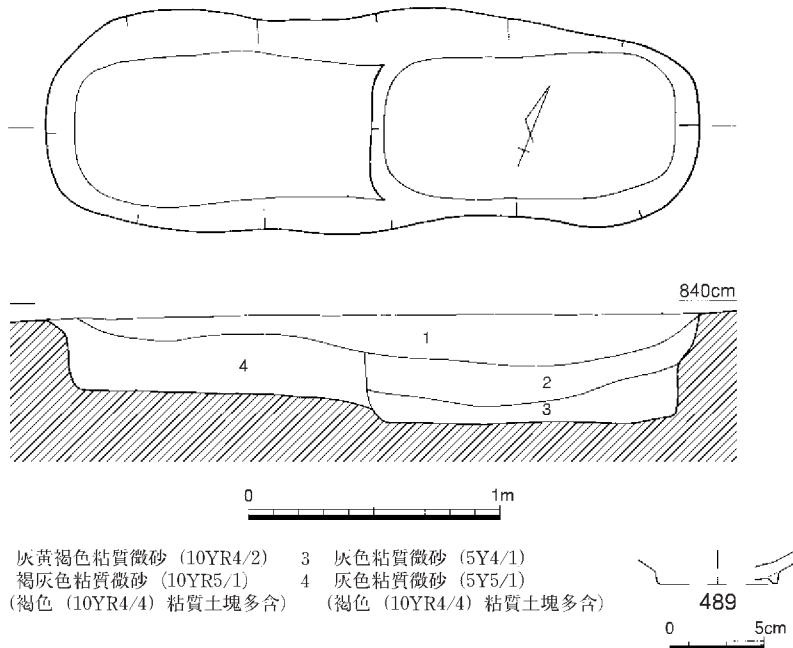 840cm
1
4
2
3
0 1m
灰黄褐色粘質微砂 (10YR4/2) 3 灰色粘質微砂 (5Y4/1)
褐灰色粘質微砂 (10YR5/1) 4 灰色粘質微砂 (5Y5/1)
(褐色 (10YR4/4) 粘質土塊多含) (褐色 (10YR4/4) 粘質土塊多含)
489
0 5cm